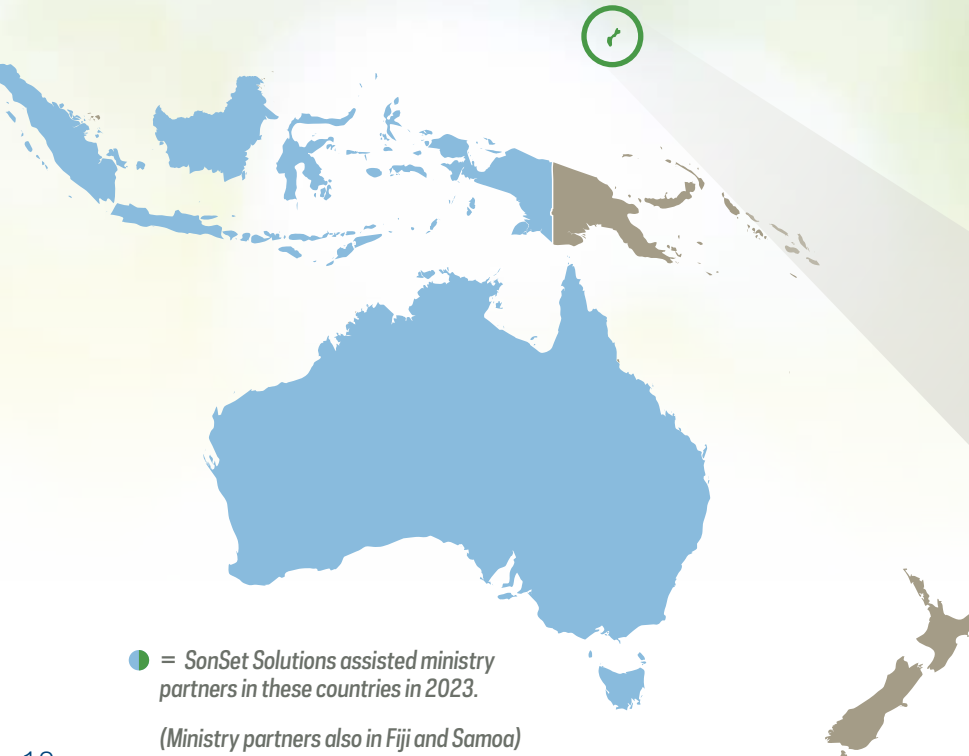 = SonSet Solutions assisted ministry
partners in these countries in 2023.
(Ministry partners also in Fiji and Samoa)